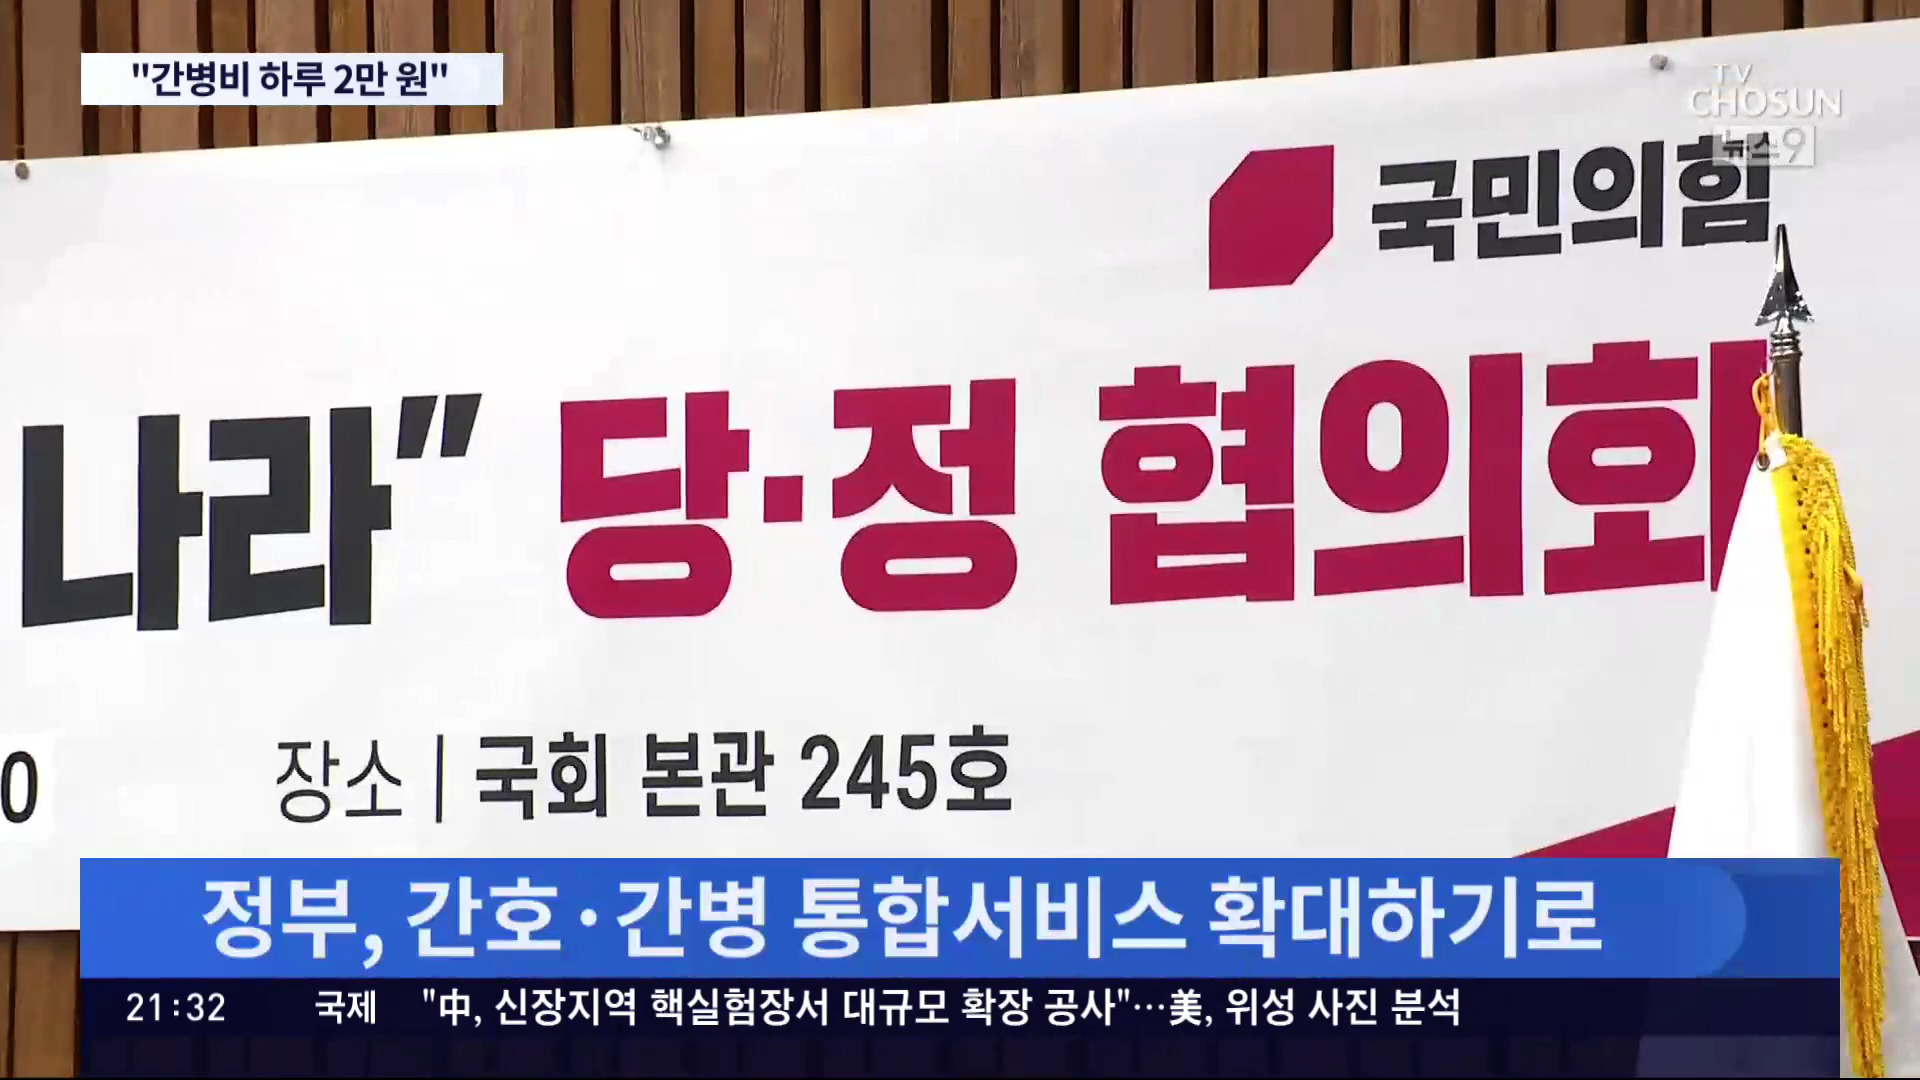 "간병비 하루 2만 원"
TV
CHOSUN
뉴스9
국민의힘
나라” 당·정 협의회
0 장소 | 국회 본관 245호
정부, 간호·간병 통합서비스 확대하기로
21:32 국제 "中, 신장지역 핵실험장서 대규모 확장 공사"…美, 위성 사진 분석